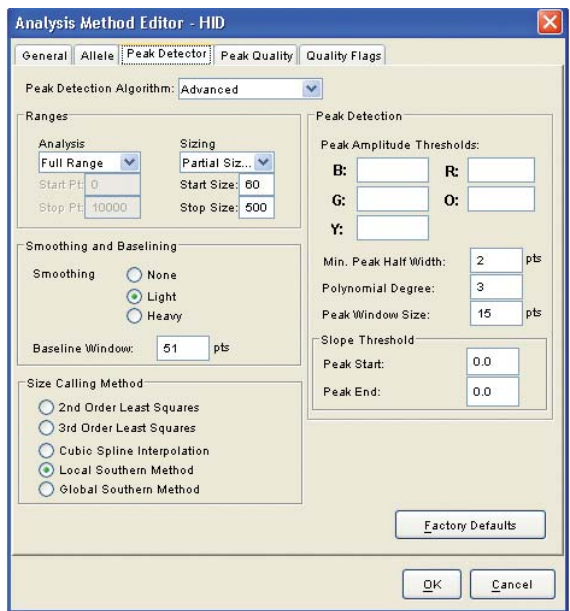 Analysis Method Editor - HID
General Allele Peak Detector Peak Quality Quality Flags
Peak Detection Algorithm: Advanced
Ranges
Analysis Sizing
Full Range Partial Siz...
Start Pt: 0 Start Size: 60
Stop Pt: 10000 Stop Size: 500
Smoothing and Baselining
Smoothing None
Light
Heavy
Baseline Window: 51 pts
Size Calling Method
2nd Order Least Squares
3rd Order Least Squares
Cubic Spline Interpolation
Local Southern Method
Global Southern Method
Peak Detection
Peak Amplitude Thresholds:
B: R:
G: O:
Y:
Min. Peak Half Width: 2 pts
Polynomial Degree: 3
Peak Window Size: 15 pts
Slope Threshold
Peak Start: 0.0
Peak End: 0.0
Factory Defaults
OK Cancel